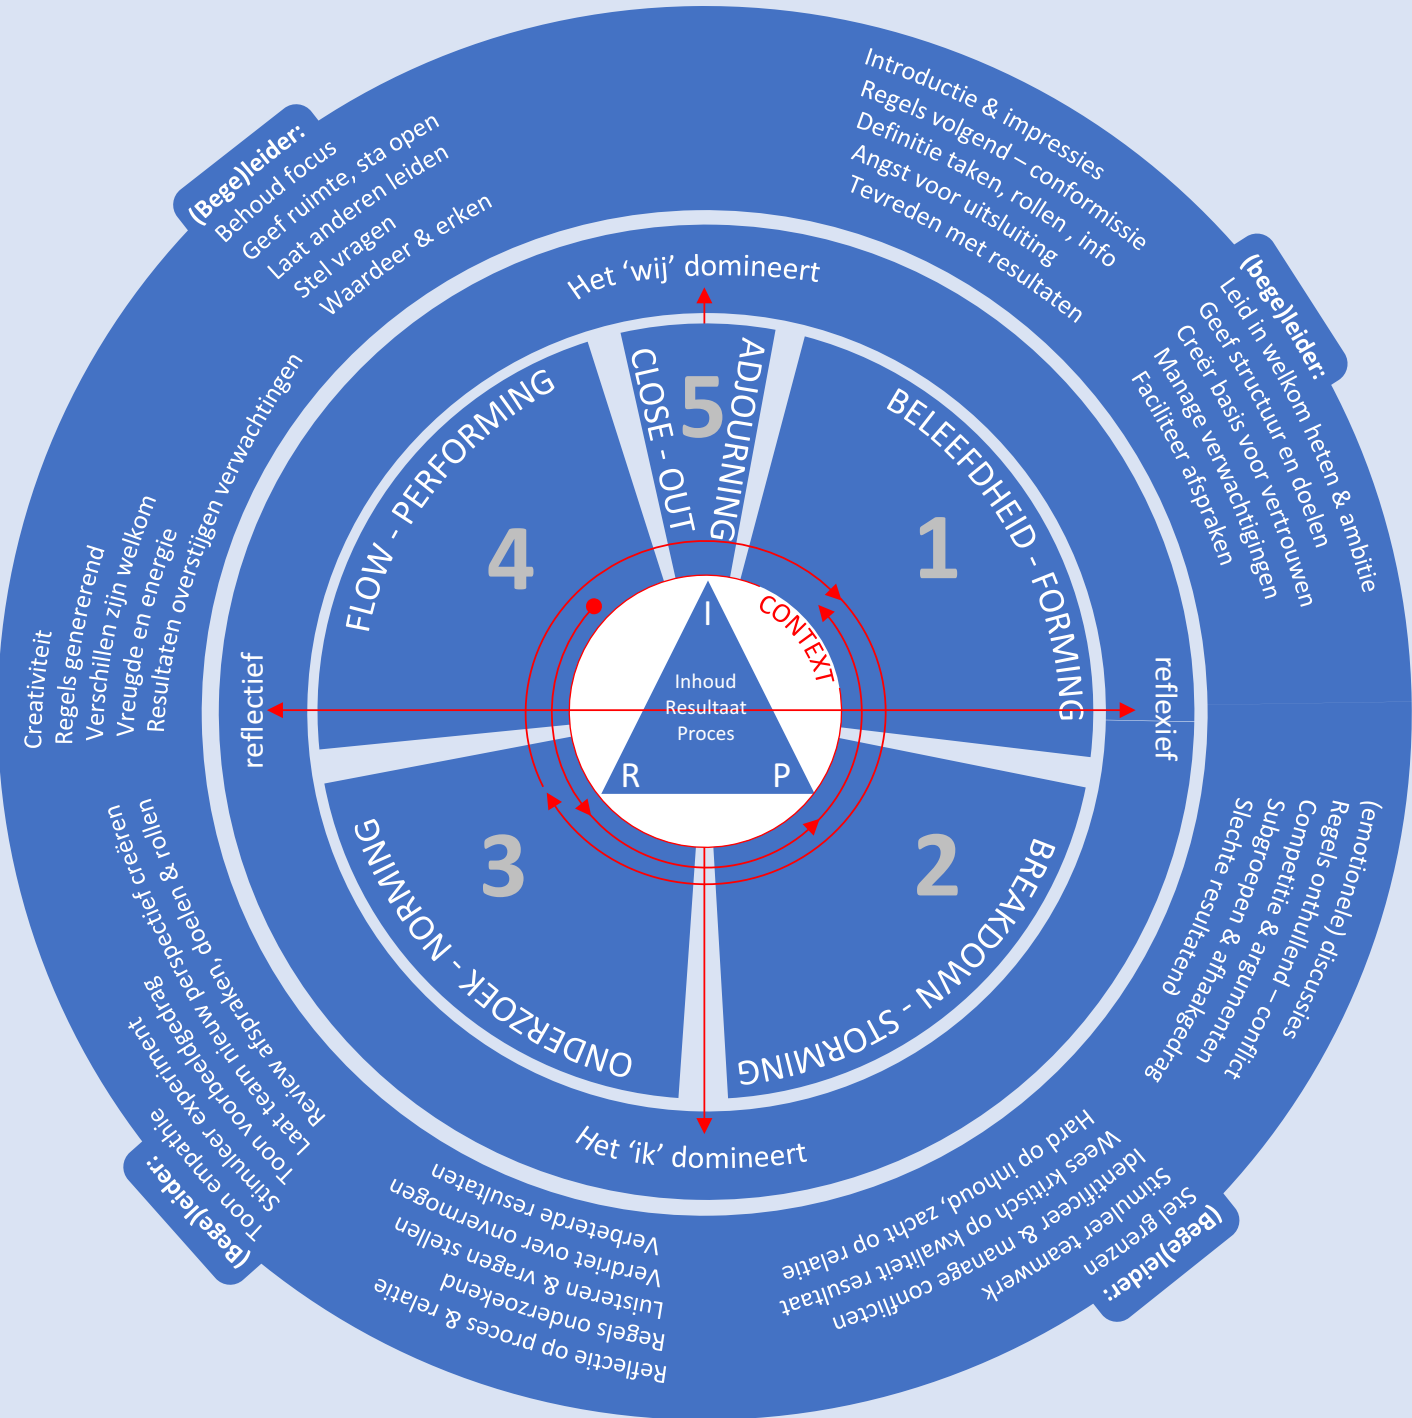 Introductie & impressies
Regels volgend – conformissie
Definitie taken, rollen , info
Angst voor uitsluiting
Tevreden met resultaten
(bege)leider:
Leid in welkom heten & ambitie
Geef structuur en doelen
Creër basis voor vertrouwen
Manage verwachtigingen
Faciliteer afspraken
(emotionele) discussies
Regels onthullend – conflict
Competitie & argumenten
Subgroepen & afhaakgedrag
Slechte resultaten0
(Bege)leider:
Stel grenzen
Stimuleer teamwerk
Identificeer & manage conflicten
Wees kritisch op kwaliteit resultaat
Hard op inhoud, zacht op relatie
Reflectie op proces & relatie
Regels onderzoekend
Luisteren & vragen stellen
Verdriet over onvermogen
Verbeterde resultaten
(Bege)leider:
Toon empathie
Stimuleer experiment
Toon voorbeeldgedrag
Laat team nieuw perspectief creëren
Review afspraken, doelen & rollen
Creativiteit
Regels genererend
Verschillen zijn welkom
Vreugde en energie
Resultaten overstijgen verwachtingen
(Bege)leider:
Behoud focus
Geef ruimte, sta open
Laat anderen leiden
Stel vragen
Waardeer & erken
Het ‘wij’ domineert
reflexief
Het ‘ik’ domineert
reflectief
BELEEFDHEID - FORMING
1
BREAKDOWN - STORMING
2
ONDERZOEK - NORMING
3
FLOW - PERFORMING
4
CLOSE - OUT
5
ADJOURNING
CONTEXT
I
Inhoud
Resultaat
Proces
R
P